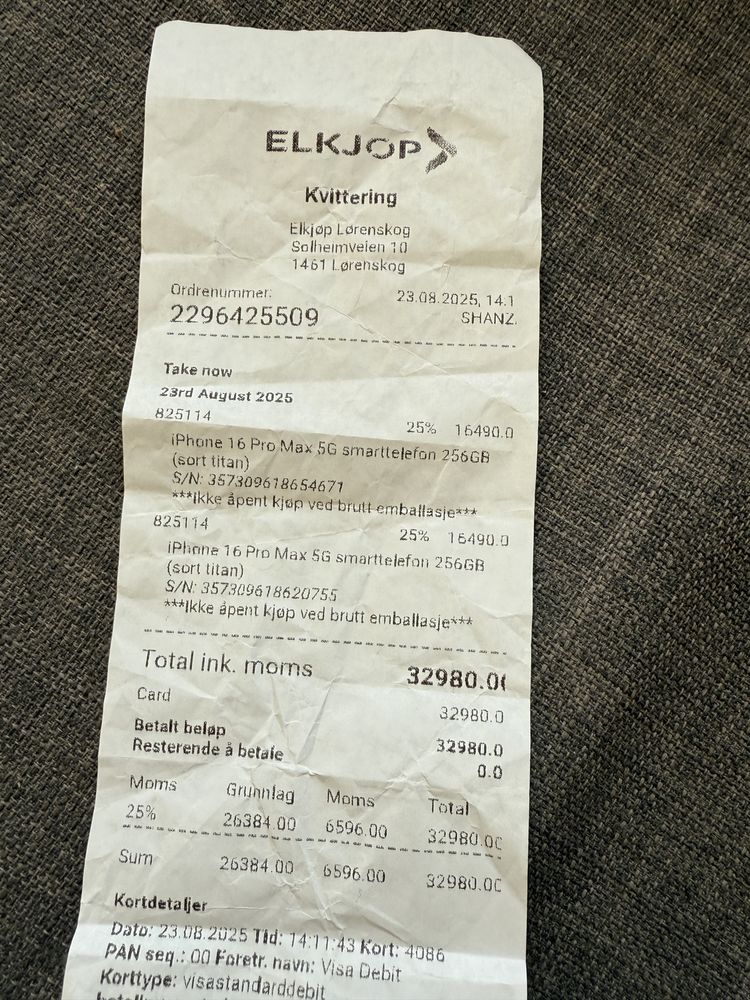 ELKJØP
Kvittering
Elkjøp Lørenskog
Solheimveien 10
1461 Lørenskog
Ordrenummer: 23.08.2025, 14.1
2296425509 SHANZ.
Take now
23rd August 2025
825114 25% 16490.0
iPhone 16 Pro Max 5G smarttelefon 256GB
(sort titan)
S/N: 357309618654671
***Ikke åpent kjøp ved brutt emballasje***
825114 25% 16490.0
iPhone 16 Pro Max 5G smarttelefon 256GB
(sort titan)
S/N: 357309618620755
***Ikke åpent kjøp ved brutt emballasje***
Total ink. moms 32980.0
Card 32980.0
Betalt beløp 32980.0
Resterende å betale 0.0
Moms Grunnlag Moms Total
25% 26384.00 6596.00 32980.00
Sum 26384.00 6596.00 32980.00
Kortdetaljer
Dato: 23.08.2025 Tid: 14:11:43 Kort: 4086
PAN seq.: 00 Foretr. navn: Visa Debit
Korttype: visastandarddebit